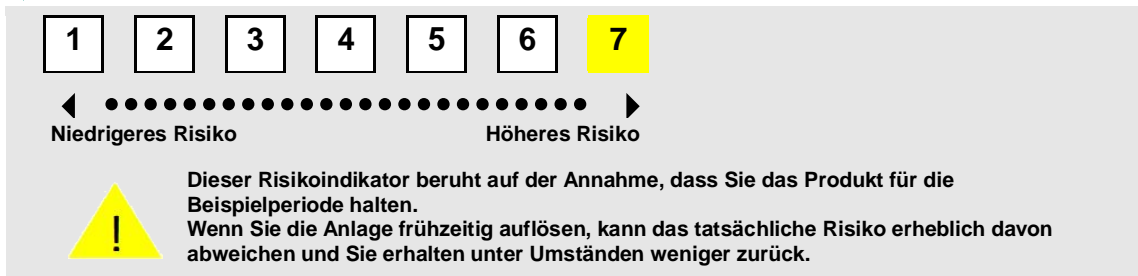 1 2 3 4 5 6 7
Niedrigeres Risiko Höheres Risiko
Dieser Risikoindikator beruht auf der Annahme, dass Sie das Produkt für die
Beispielperiode halten.
Wenn Sie die Anlage frühzeitig auflösen, kann das tatsächliche Risiko erheblich davon
abweichen und Sie erhalten unter Umständen weniger zurück.
!